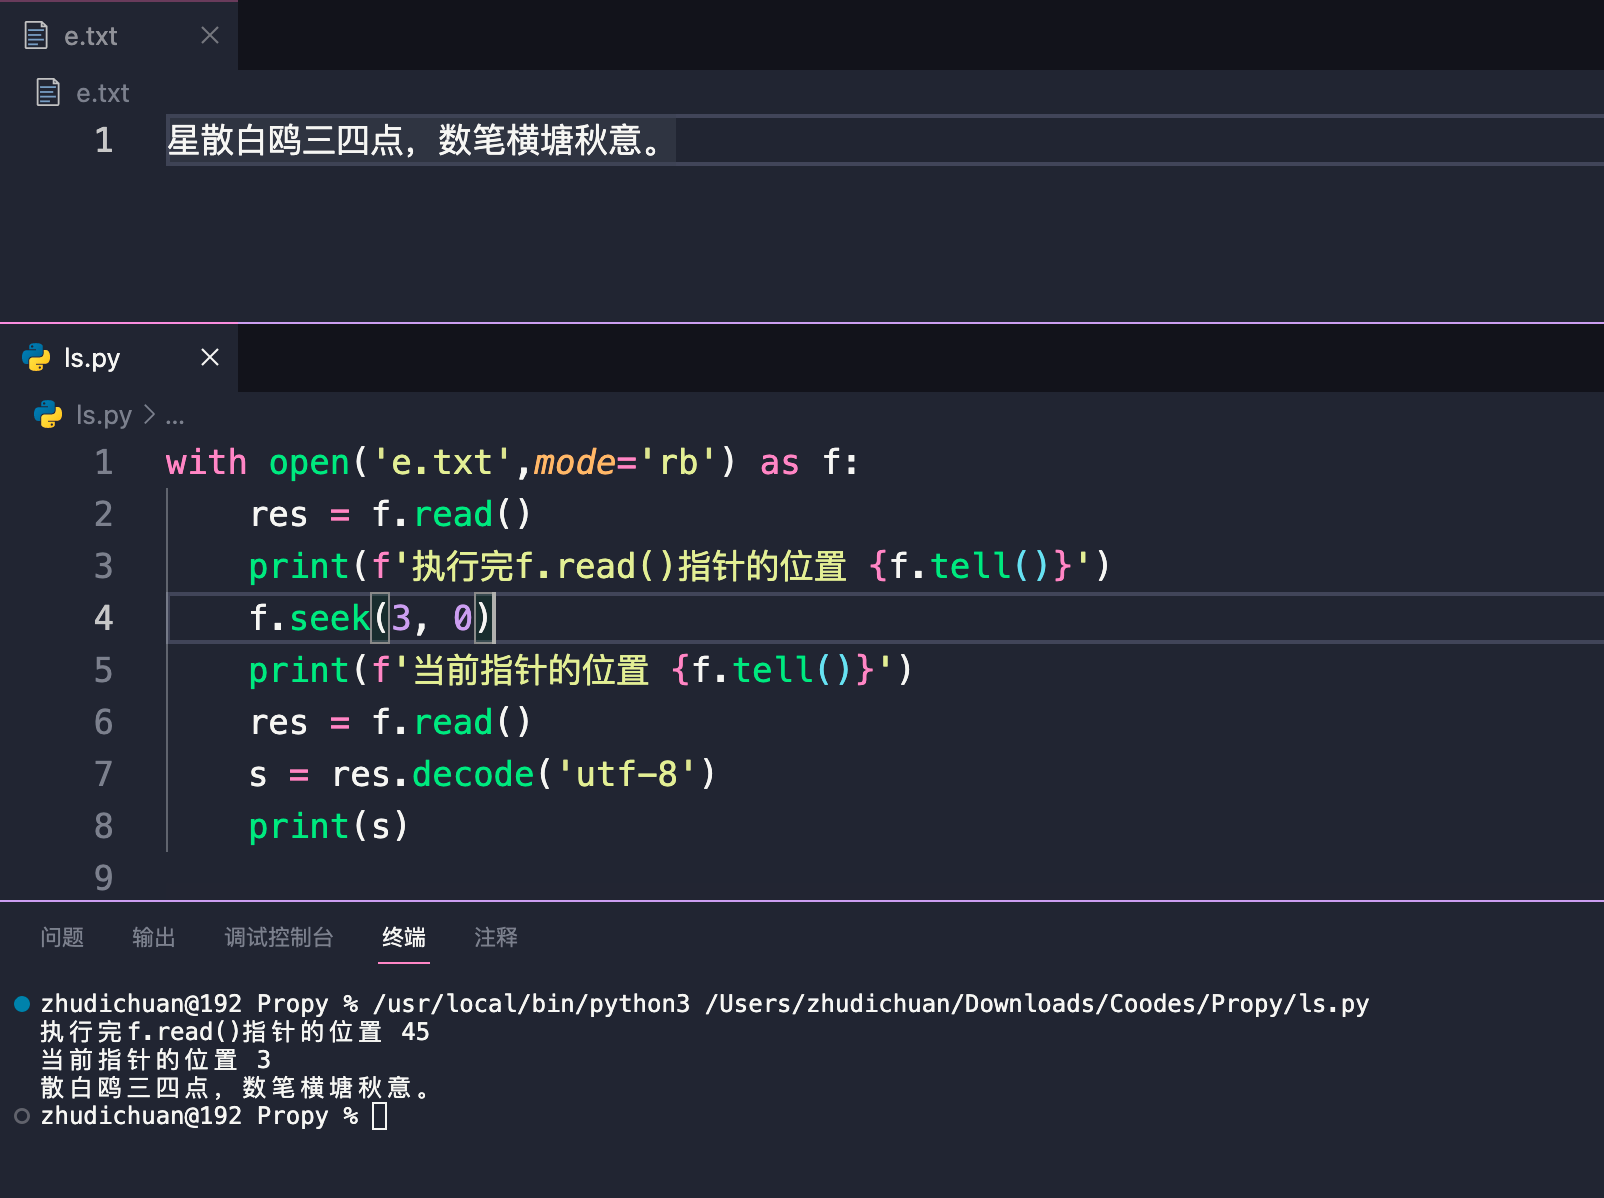 e.txt
e.txt
1 星散白鸥三四点，数笔横塘秋意。
ls.py
ls.py > ...
1 with open('e.txt',mode='rb') as f:
2     res = f.read()
3     print(f'执行完f.read()指针的位置 {f.tell()}')
4     f.seek(3, 0)
5     print(f'当前指针的位置 {f.tell()}')
6     res = f.read()
7     s = res.decode('utf-8')
8     print(s)
9
问题 输出 调试控制台 终端 注释
zhudichuan@192 Propy % /usr/local/bin/python3 /Users/zhudichuan/Downloads/Coodes/Propy/ls.py
执行完f.read()指针的位置 45
当前指针的位置 3
散白鸥三四点，数笔横塘秋意。
zhudichuan@192 Propy %